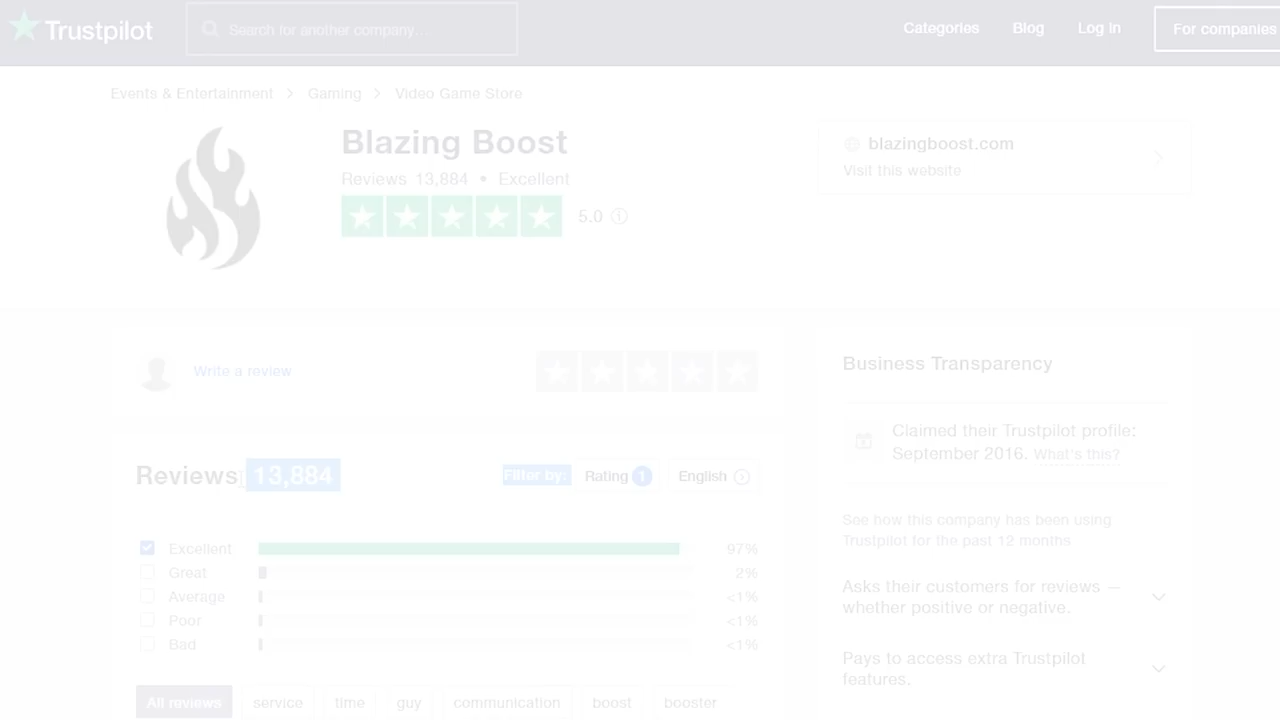 Trustpilot
Search for another company...
Categories
Blog
Log in
For companies
Events & Entertainment
Gaming
Video Game Store
Blazing Boost
Reviews 13,884 • Excellent
5.0
blazingboost.com
Visit this website
Write a review
Business Transparency
Claimed their Trustpilot profile:
September 2016. What's this?
Reviews 13,884
Filter by:
Rating 1
English
See how this company has been using
Trustpilot for the past 12 months
Excellent 97%
Great 2%
Average <1%
Poor <1%
Bad <1%
Asks their customers for reviews —
whether positive or negative.
Pays to access extra Trustpilot
features.
All reviews
service
time
guy
communication
boost
booster